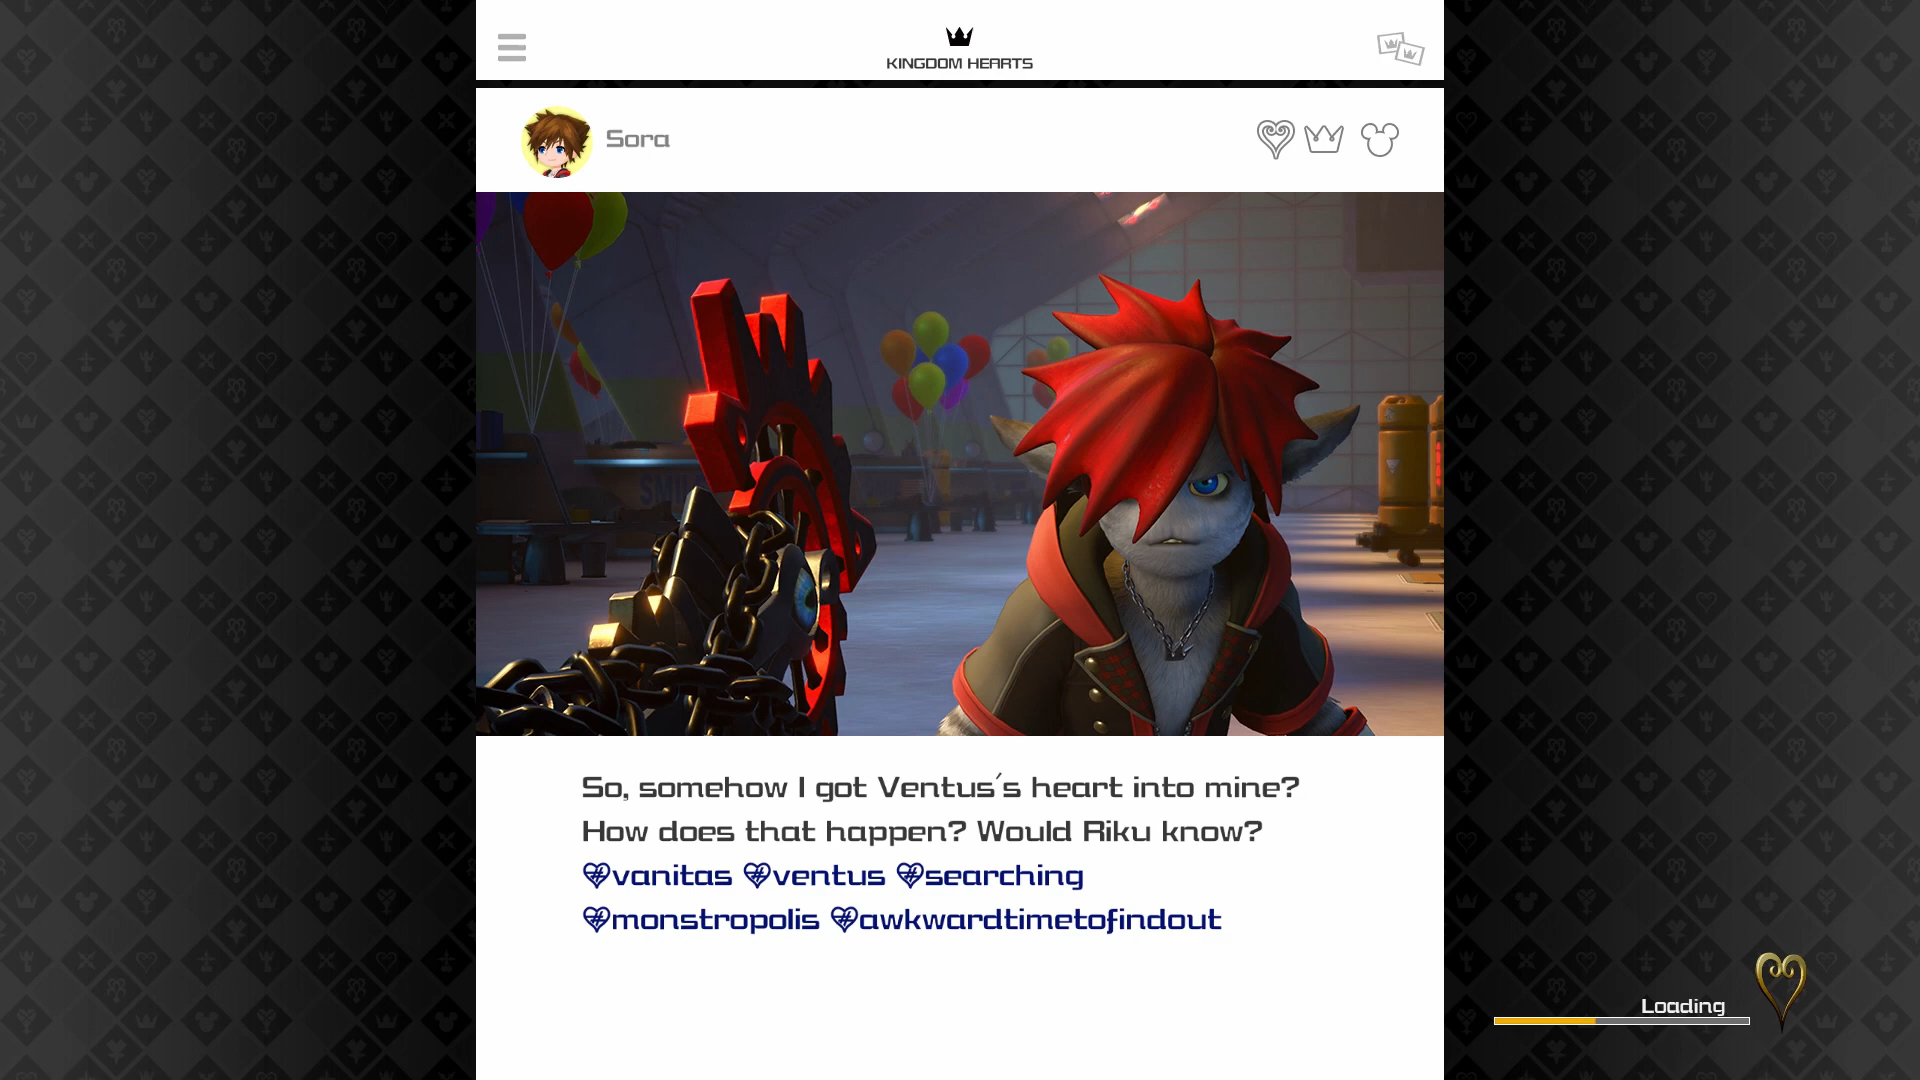 KINGDOM HEARTS
Sora
So, somehow I got Ventus's heart into mine?
How does that happen? Would Riku know?
#vanitas #ventus #searching
#monstropolis #awkwardtimetofindout
Loading